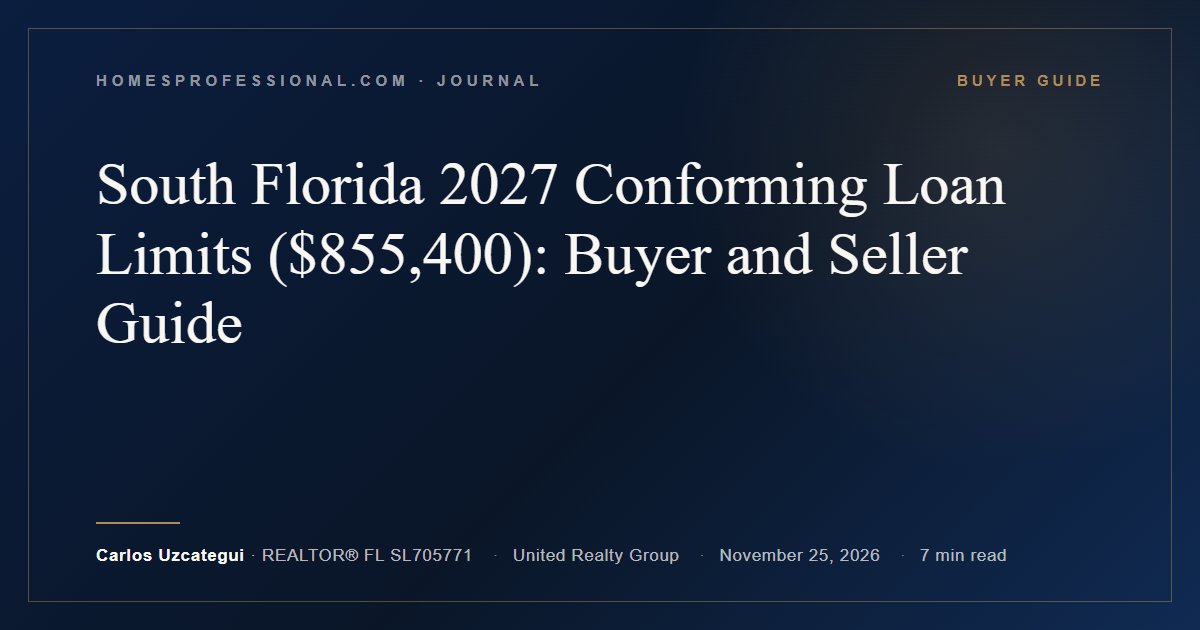 HOMESPROFESSIONAL.COM · JOURNAL
BUYER GUIDE
South Florida 2027 Conforming Loan
Limits ($855,400): Buyer and Seller
Guide
Carlos Uzcategui · REALTOR® FL SL705771 · United Realty Group · November 25, 2026 · 7 min read